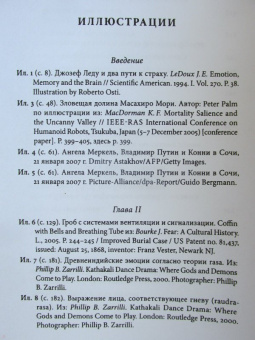 ИЛЛЮСТРАЦИИ
Введение
Ил. 1 (с. 8). Джозеф Леду и два пути к страху. LeDoux J.E. Emotion,
Memory and the Brain // Scientific American. 1994. I. Vol. 270. P. 38.
Illustration by Roberto Osti.
Ил. 3 (с. 48). Зловещая долина Масахиро Мори. Автор: Peter Palm
по иллюстрации из: MacDorman K. F. Mortality Salience and
the Uncanny Valley // IEEE-RAS International Conference on
Humanoid Robots, Tsukuba, Japan (5–7 December 2005) [conference
paper]. P. 399–405, здесь p. 399.
Ил. 4 (с. 61). Ангела Меркель, Владимир Путин и Конни в Сочи,
21 января 2007 г. Dmitry Astakhov/AFP/Getty Images.
Ил. 5 (с. 61). Ангела Меркель, Владимир Путин и Конни в Сочи,
21 января 2007 г. Picture-Alliance/dpa-Report/Guido Bergmann.
Глава II
Ил. 6 (с. 129). Гроб с системами вентиляции и сигнализации. Coffin
with Bells and Breathing Tube из: Bourke J. Fear: A Cultural History.
L., 2005. P. 244–245 / Improved Burial Case / US Patent no. 81,437,
issued: August 25, 1868, inventor: Franz Vester, Newark NJ.
Ил. 7 (с. 181). Древнеиндийские эмоции согласно теории rasa. Из:
Phillip B. Zarrilli. Kathakali Dance Drama: Where Gods and Demons
Come to Play. London: Routledge Press, 2000. Photographer: Phillip
B. Zarrilli.
Ил. 8 (с. 182). Выражение лица, соответствующее гневу (raudra-
rasa). Из: Phillip B. Zarrilli. Kathakali Dance Drama: Where
Gods and Demons Come to Play. London: Routledge Press, 2000.
Photographer: Phillip B. Zarrilli.